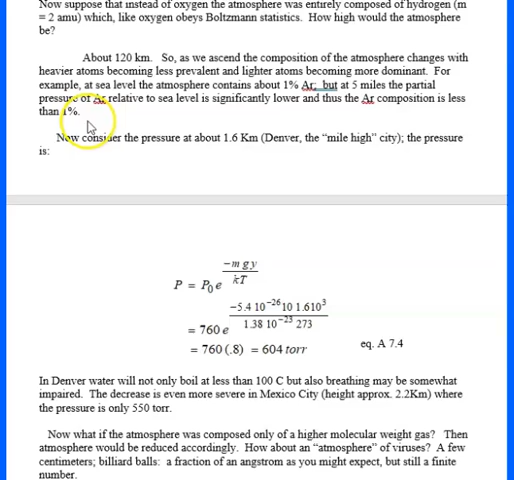 Now suppose that instead of oxygen the atmosphere was entirely composed of hydrogen (m
= 2 amu) which, like oxygen obeys Boltzmann statistics. How high would the atmosphere
be?
About 120 km. So, as we ascend the composition of the atmosphere changes with
heavier atoms becoming less prevalent and lighter atoms becoming more dominant. For
example, at sea level the atmosphere contains about 1% Ar, but at 5 miles the partial
pressure of Ar relative to sea level is significantly lower and thus the Ar composition is less
than 1%.
Now consider the pressure at about 1.6 Km (Denver, the “mile high” city); the pressure
is:
P = P₀ e^(-m g y / kT)
= 760 e^(-5.4 10⁻²⁶ 10 1.6 10³ / 1.38 10⁻²³ 273)
= 760 (.8) = 604 torr
eq. A 7.4
In Denver water will not only boil at less than 100 C but also breathing may be somewhat
impaired. The decrease is even more severe in Mexico City (height approx. 2.2Km) where
the pressure is only 550 torr.
Now what if the atmosphere was composed only of a higher molecular weight gas? Then
atmosphere would be reduced accordingly. How about an “atmosphere” of viruses? A few
centimeters; billiard balls: a fraction of an angstrom as you might expect, but still a finite
number.